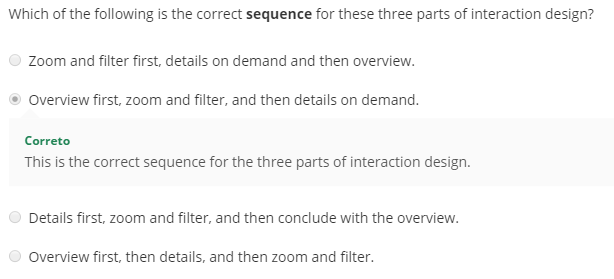 Which of the following is the correct sequence for these three parts of interaction design?
Zoom and filter first, details on demand and then overview.
Overview first, zoom and filter, and then details on demand.
Correto
This is the correct sequence for the three parts of interaction design.
Details first, zoom and filter, and then conclude with the overview.
Overview first, then details, and then zoom and filter.